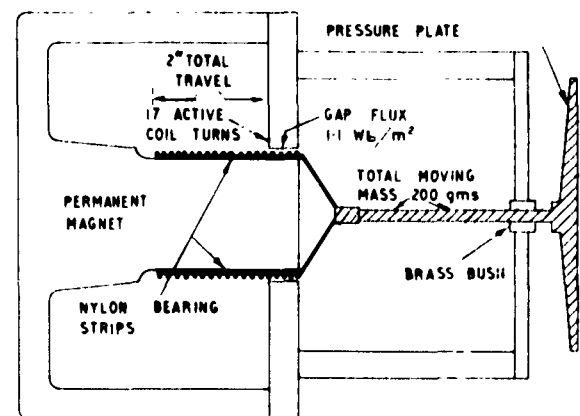 PRESSURE PLATE
2" TOTAL
TRAVEL
17 ACTIVE
COIL TURNS
GAP FLUX
1·1 Wb/m²
PERMANENT
MAGNET
TOTAL MOVING
MASS 200 gms
BRASS BUSH
NYLON BEARING
STRIPS